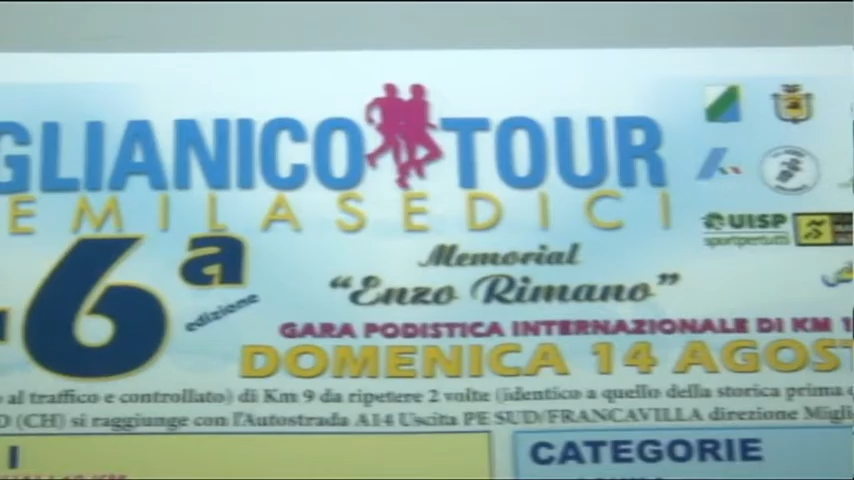 GLIANICO TOUR
EMILASEDICI
6a
edizione
Memorial
"Enzo Rimano"
UISP
sportpertutti
GARA PODISTICA INTERNAZIONALE DI KM 1
DOMENICA 14 AGOST
al traffico e controllato) di Km 9 da ripetere 2 volte (identico a quello della storica prima
(CH) si raggiunge con l'Autostrada A14 Uscita PE SUD/FRANCAVILLA direzione Migli
I
CATEGORIE